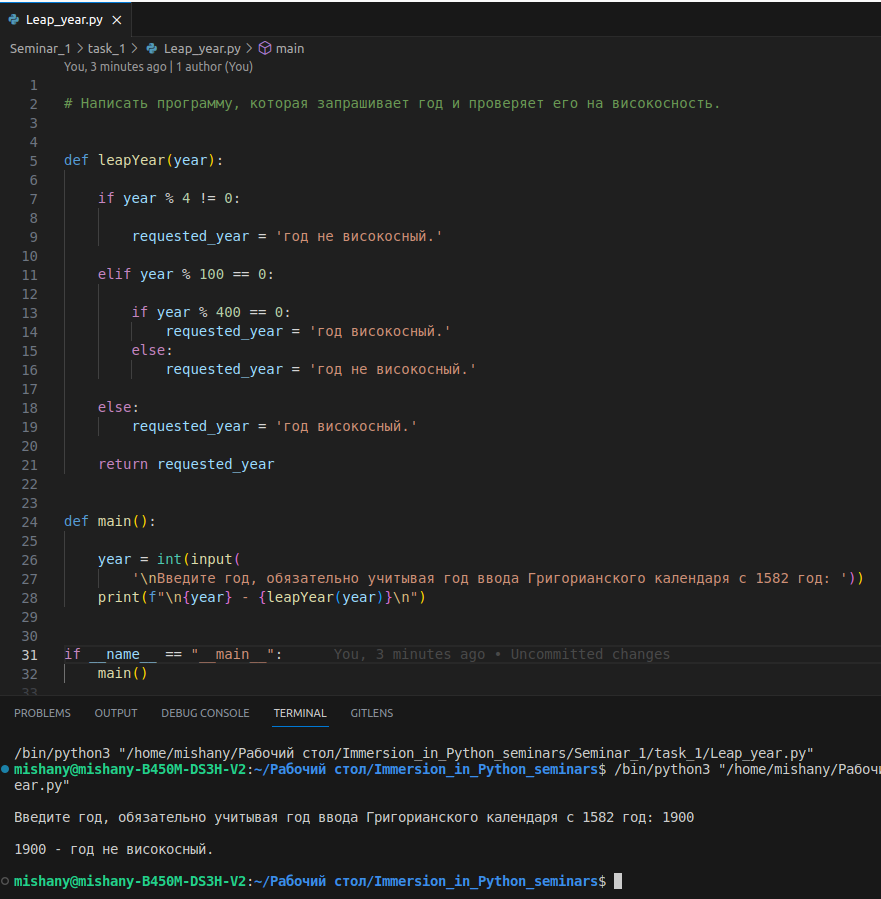 Leap_year.py ×
Seminar_1 > task_1 > Leap_year.py > main
You, 3 minutes ago | 1 author (You)
1
2 # Написать программу, которая запрашивает год и проверяет его на високосность.
3
4
5 def leapYear(year):
6
7 if year % 4 != 0:
8
9 requested_year = 'год не високосный.'
10
11 elif year % 100 == 0:
12
13 if year % 400 == 0:
14 requested_year = 'год високосный.'
15 else:
16 requested_year = 'год не високосный.'
17
18 else:
19 requested_year = 'год високосный.'
20
21 return requested_year
22
23
24 def main():
25
26 year = int(input(
27 '\nВведите год, обязательно учитывая год ввода Григорианского календаря с 1582 год: '))
28 print(f"\n{year} - {leapYear(year)}\n")
29
30
31 if __name__ == "__main__": You, 3 minutes ago • Uncommitted changes
32 main()
33
PROBLEMS OUTPUT DEBUG CONSOLE TERMINAL GITLENS
/bin/python3 "/home/mishany/Рабочий стол/Immersion_in_Python_seminars/Seminar_1/task_1/Leap_year.py"
mishany@mishany-B450M-DS3H-V2:~/Рабочий стол/Immersion_in_Python_seminars$ /bin/python3 "/home/mishany/Рабочи
ear.py"
Введите год, обязательно учитывая год ввода Григорианского календаря с 1582 год: 1900
1900 - год не високосный.
mishany@mishany-B450M-DS3H-V2:~/Рабочий стол/Immersion_in_Python_seminars$